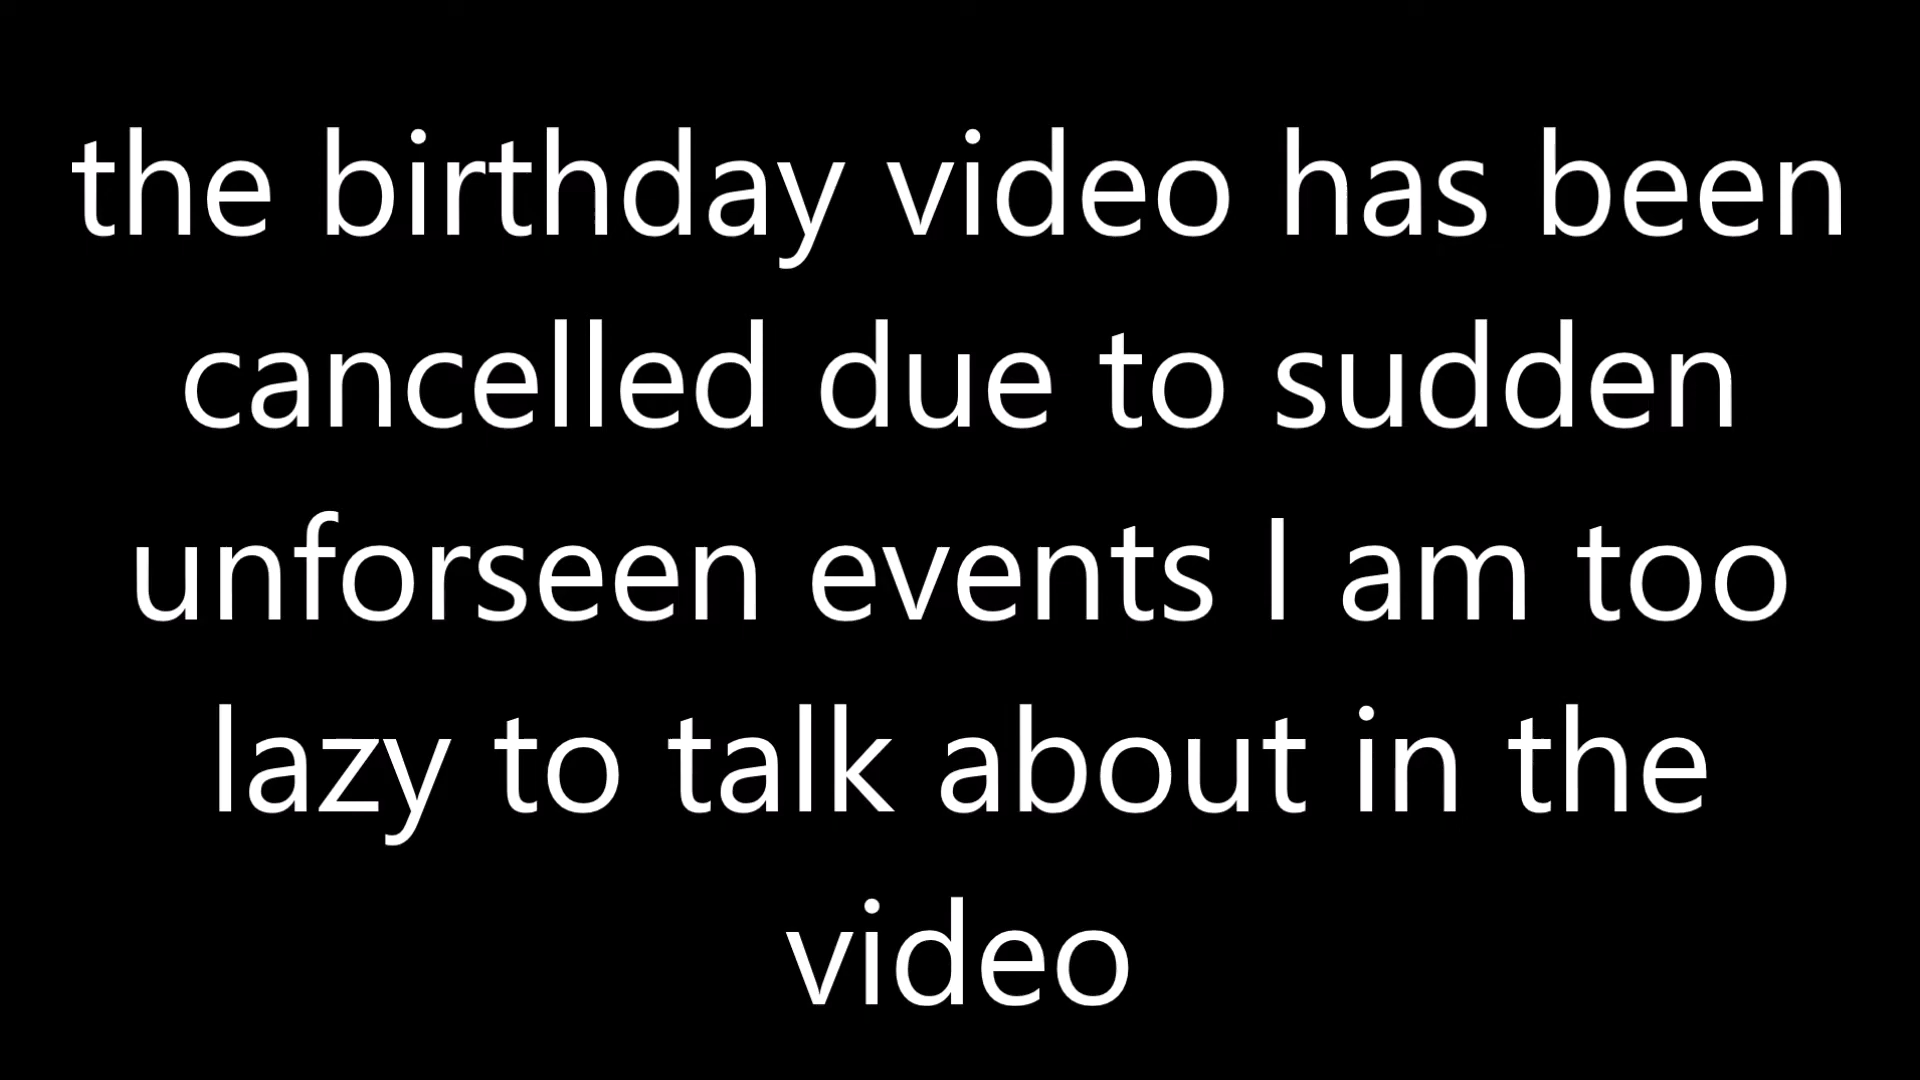 the birthday video has been
cancelled due to sudden
unforseen events I am too
lazy to talk about in the
video